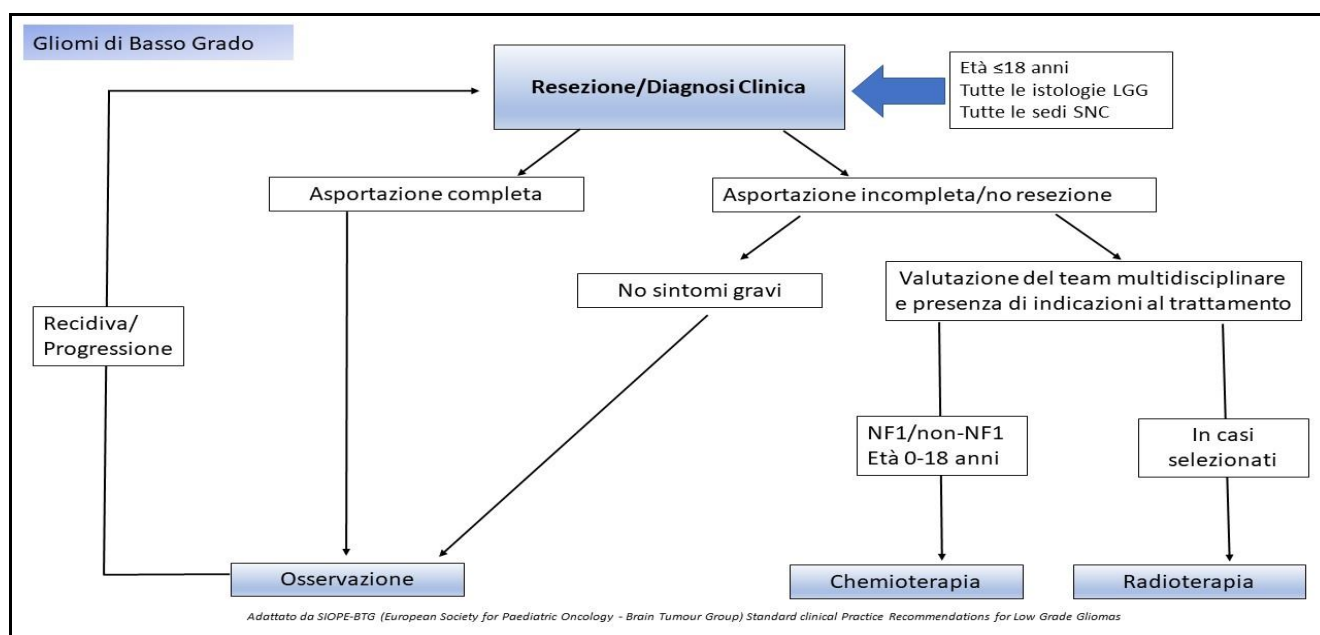 Gliomi di Basso Grado
Resezione/Diagnosi Clinica
Età ≤18 anni
Tutte le istologie LGG
Tutte le sedi SNC
Asportazione completa
Asportazione incompleta/no resezione
No sintomi gravi
Valutazione del team multidisciplinare
e presenza di indicazioni al trattamento
Recidiva/
Progressione
NF1/non-NF1
Età 0-18 anni
In casi
selezionati
Osservazione
Chemioterapia
Radioterapia
Adattato da SIOPE-BTG (European Society for Paediatric Oncology - Brain Tumour Group) Standard clinical Practice Recommendations for Low Grade Gliomas